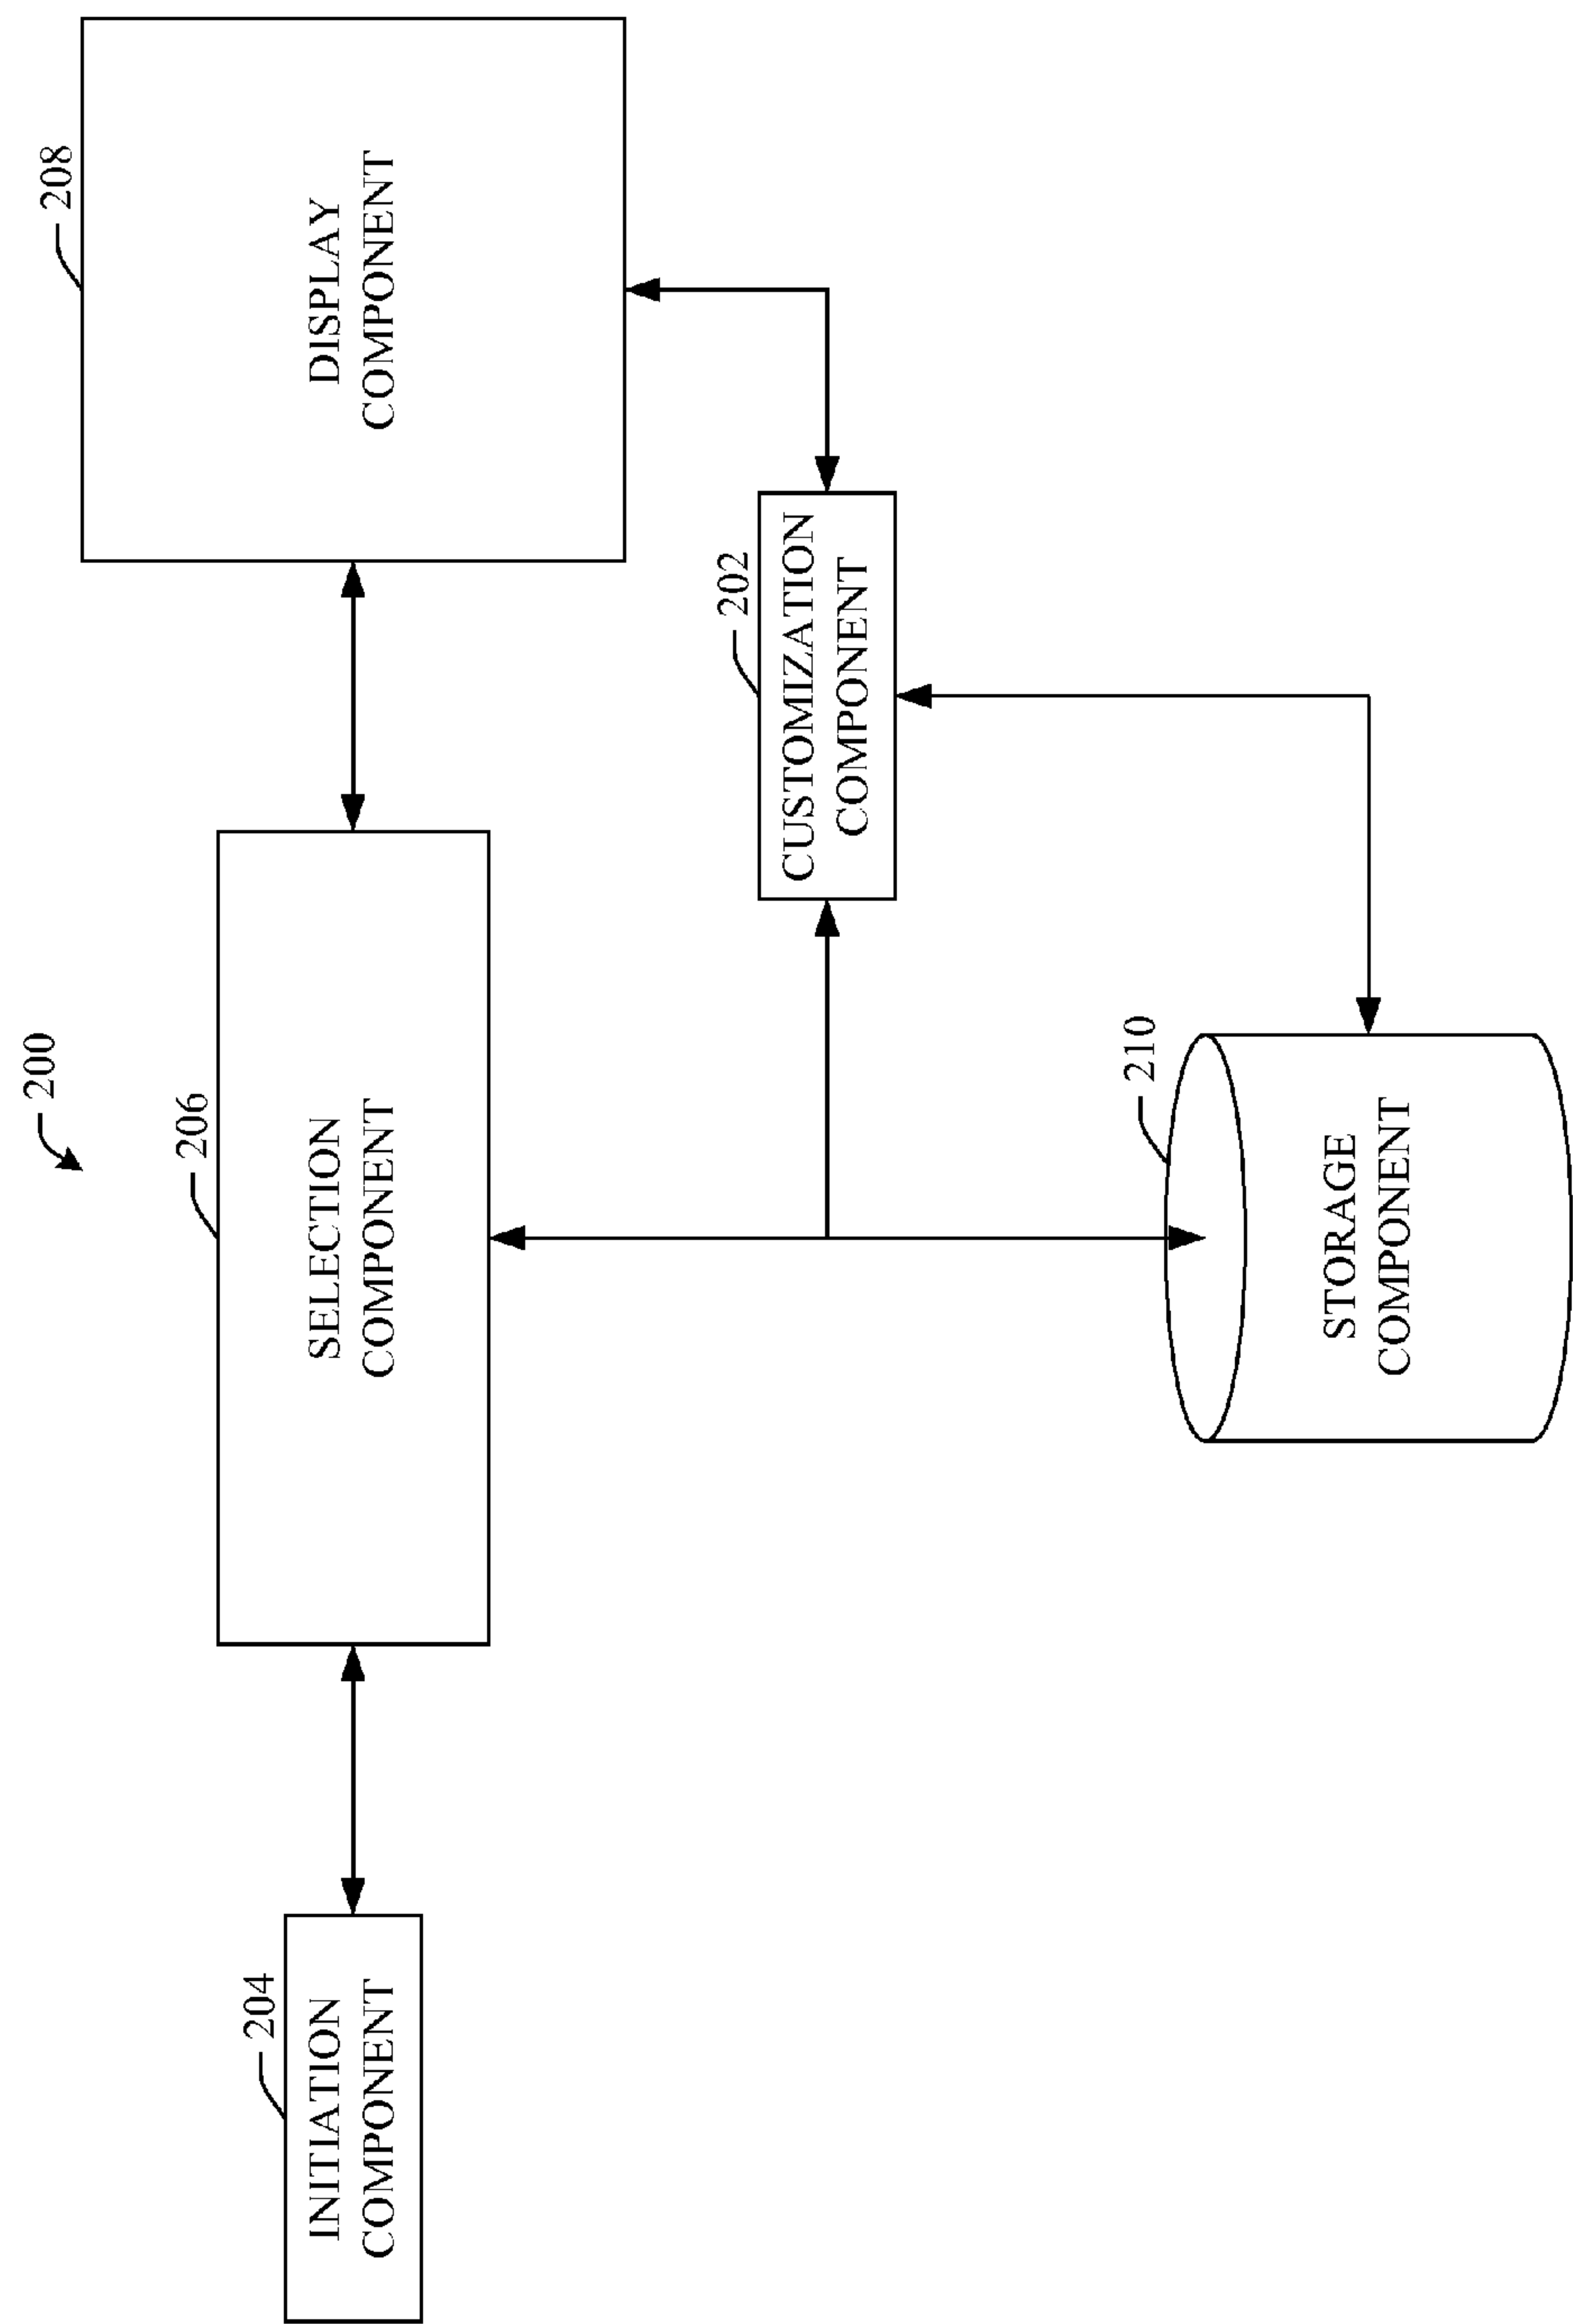 200
204
INITIATION
COMPONENT
206
SELECTION
COMPONENT
208
DISPLAY
COMPONENT
202
CUSTOMIZATION
COMPONENT
210
STORAGE
COMPONENT